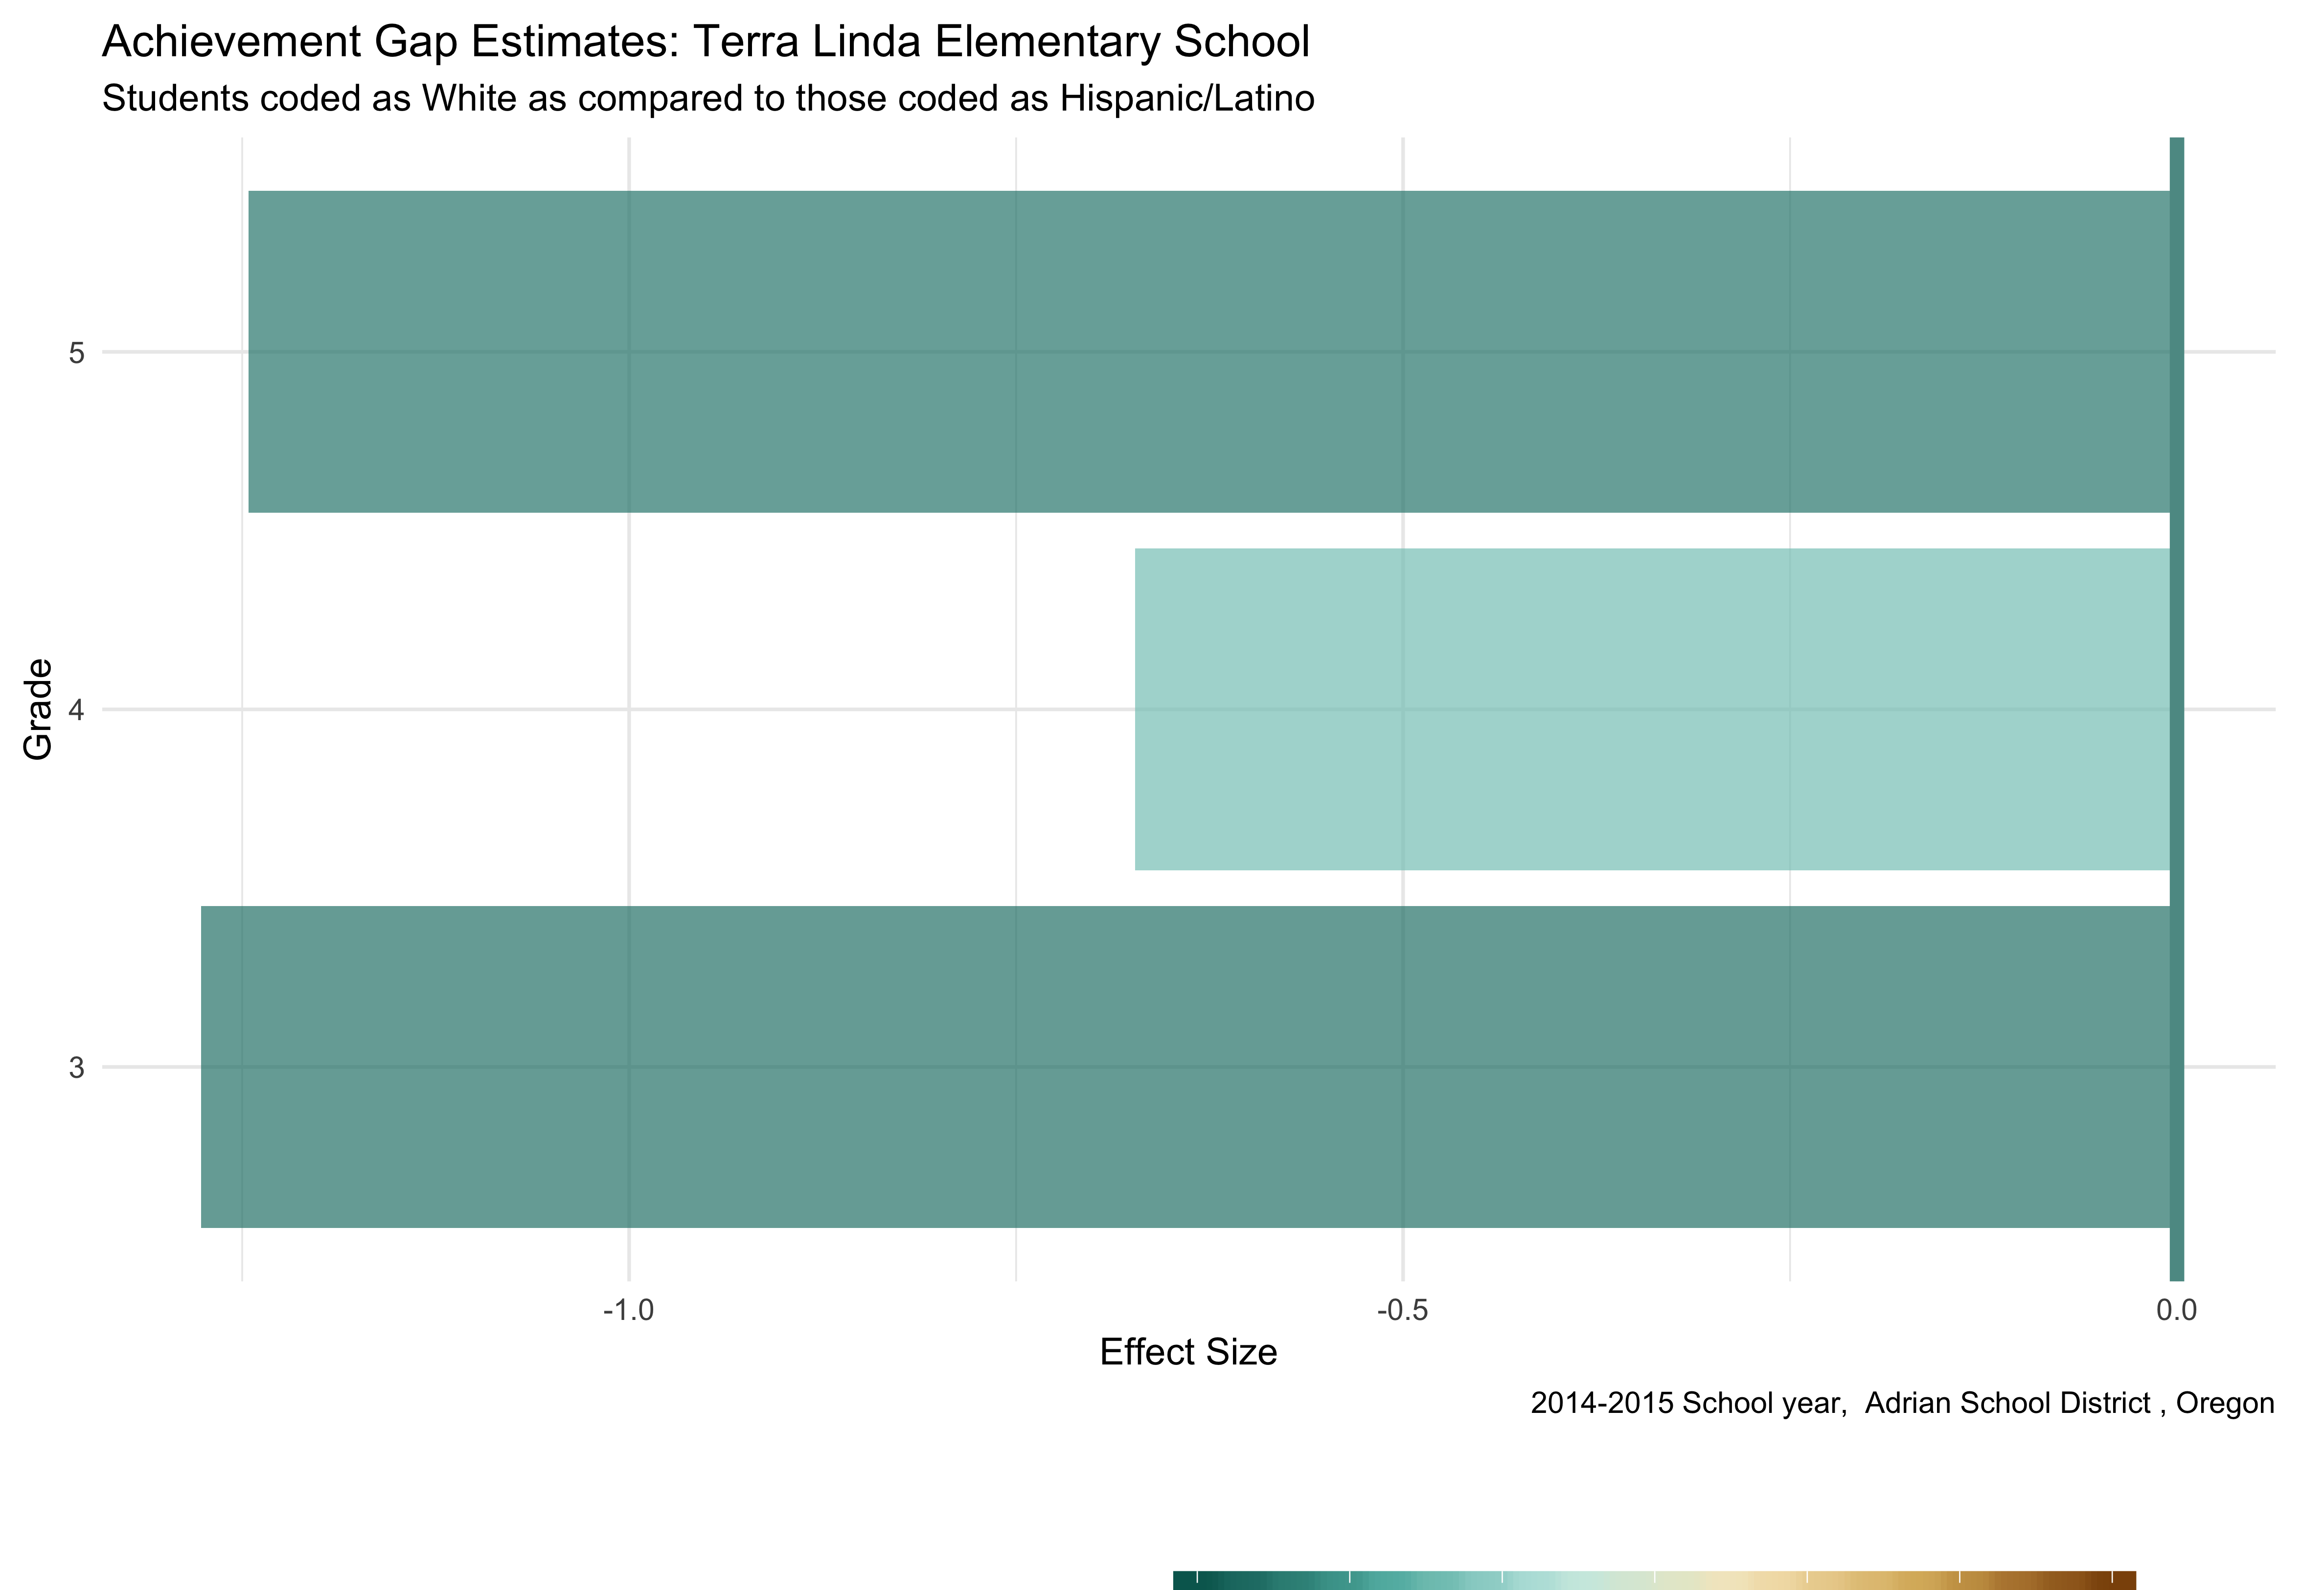 Achievement Gap Estimates: Terra Linda Elementary School
Students coded as White as compared to those coded as Hispanic/Latino
5
4
3
Grade
-1.0 -0.5 0.0
Effect Size
2014-2015 School year,  Adrian School District , Oregon